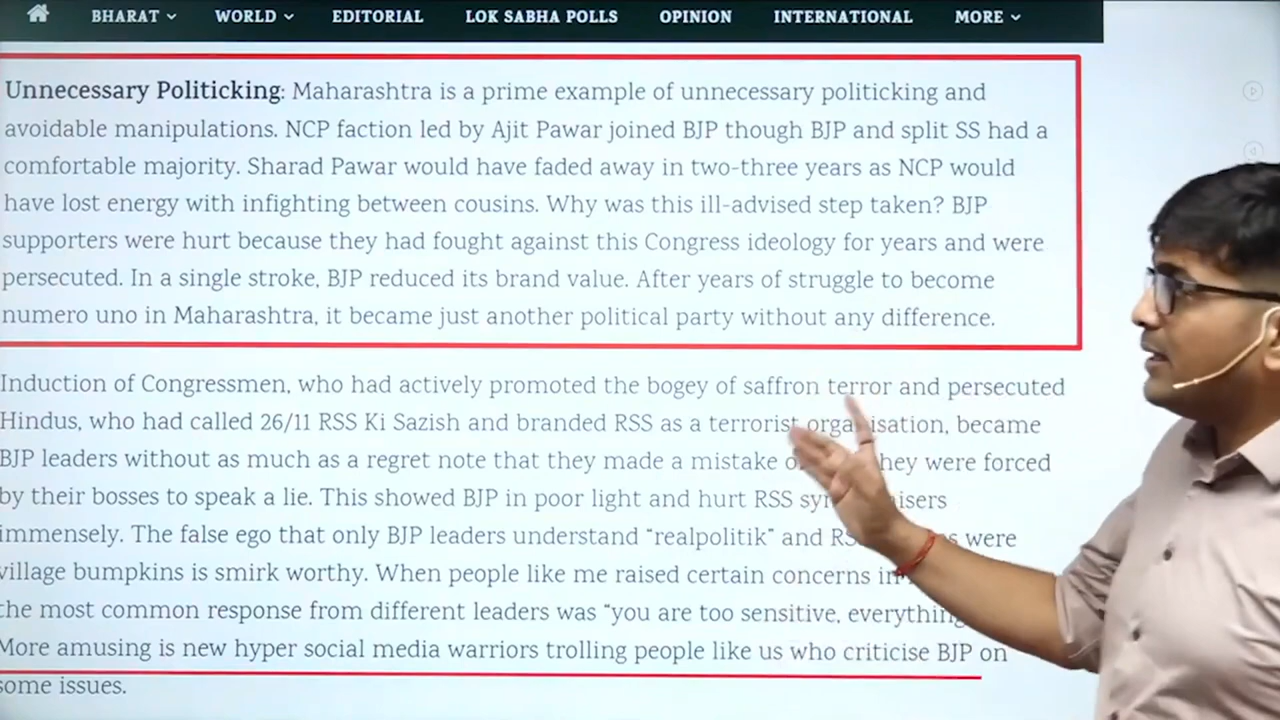 BHARAT WORLD EDITORIAL LOK SABHA POLLS OPINION INTERNATIONAL MORE
Unnecessary Politicking: Maharashtra is a prime example of unnecessary politicking and
avoidable manipulations. NCP faction led by Ajit Pawar joined BJP though BJP and split SS had a
comfortable majority. Sharad Pawar would have faded away in two-three years as NCP would
have lost energy with infighting between cousins. Why was this ill-advised step taken? BJP
supporters were hurt because they had fought against this Congress ideology for years and were
persecuted. In a single stroke, BJP reduced its brand value. After years of struggle to become
numero uno in Maharashtra, it became just another political party without any difference.
Induction of Congressmen, who had actively promoted the bogey of saffron terror and persecuted
Hindus, who had called 26/11 RSS Ki Sazish and branded RSS as a terrorist organisation, became
BJP leaders without as much as a regret note that they made a mistake they were forced
by their bosses to speak a lie. This showed BJP in poor light and hurt RSS
immensely. The false ego that only BJP leaders understand “realpolitik” and were
village bumpkins is smirk worthy. When people like me raised certain concerns
the most common response from different leaders was “you are too sensitive,
More amusing is new hyper social media warriors trolling people like us who criticise BJP on
some issues.